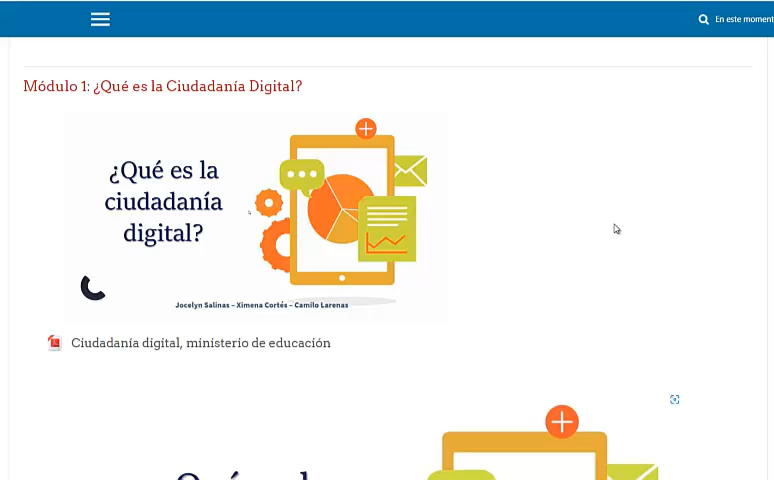 En este moment
Módulo 1: ¿Qué es la Ciudadanía Digital?
¿Qué es la
ciudadanía
digital?
Jocelyn Salinas – Ximena Cortés – Camilo Larenas
Ciudadanía digital, ministerio de educación